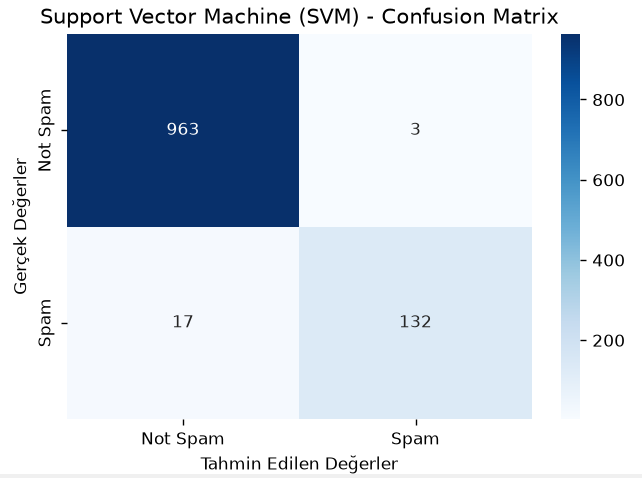 Support Vector Machine (SVM) - Confusion Matrix
Gerçek Değerler
Not Spam
Spam
963
3
17
132
Not Spam
Spam
Tahmin Edilen Değerler
800
600
400
200